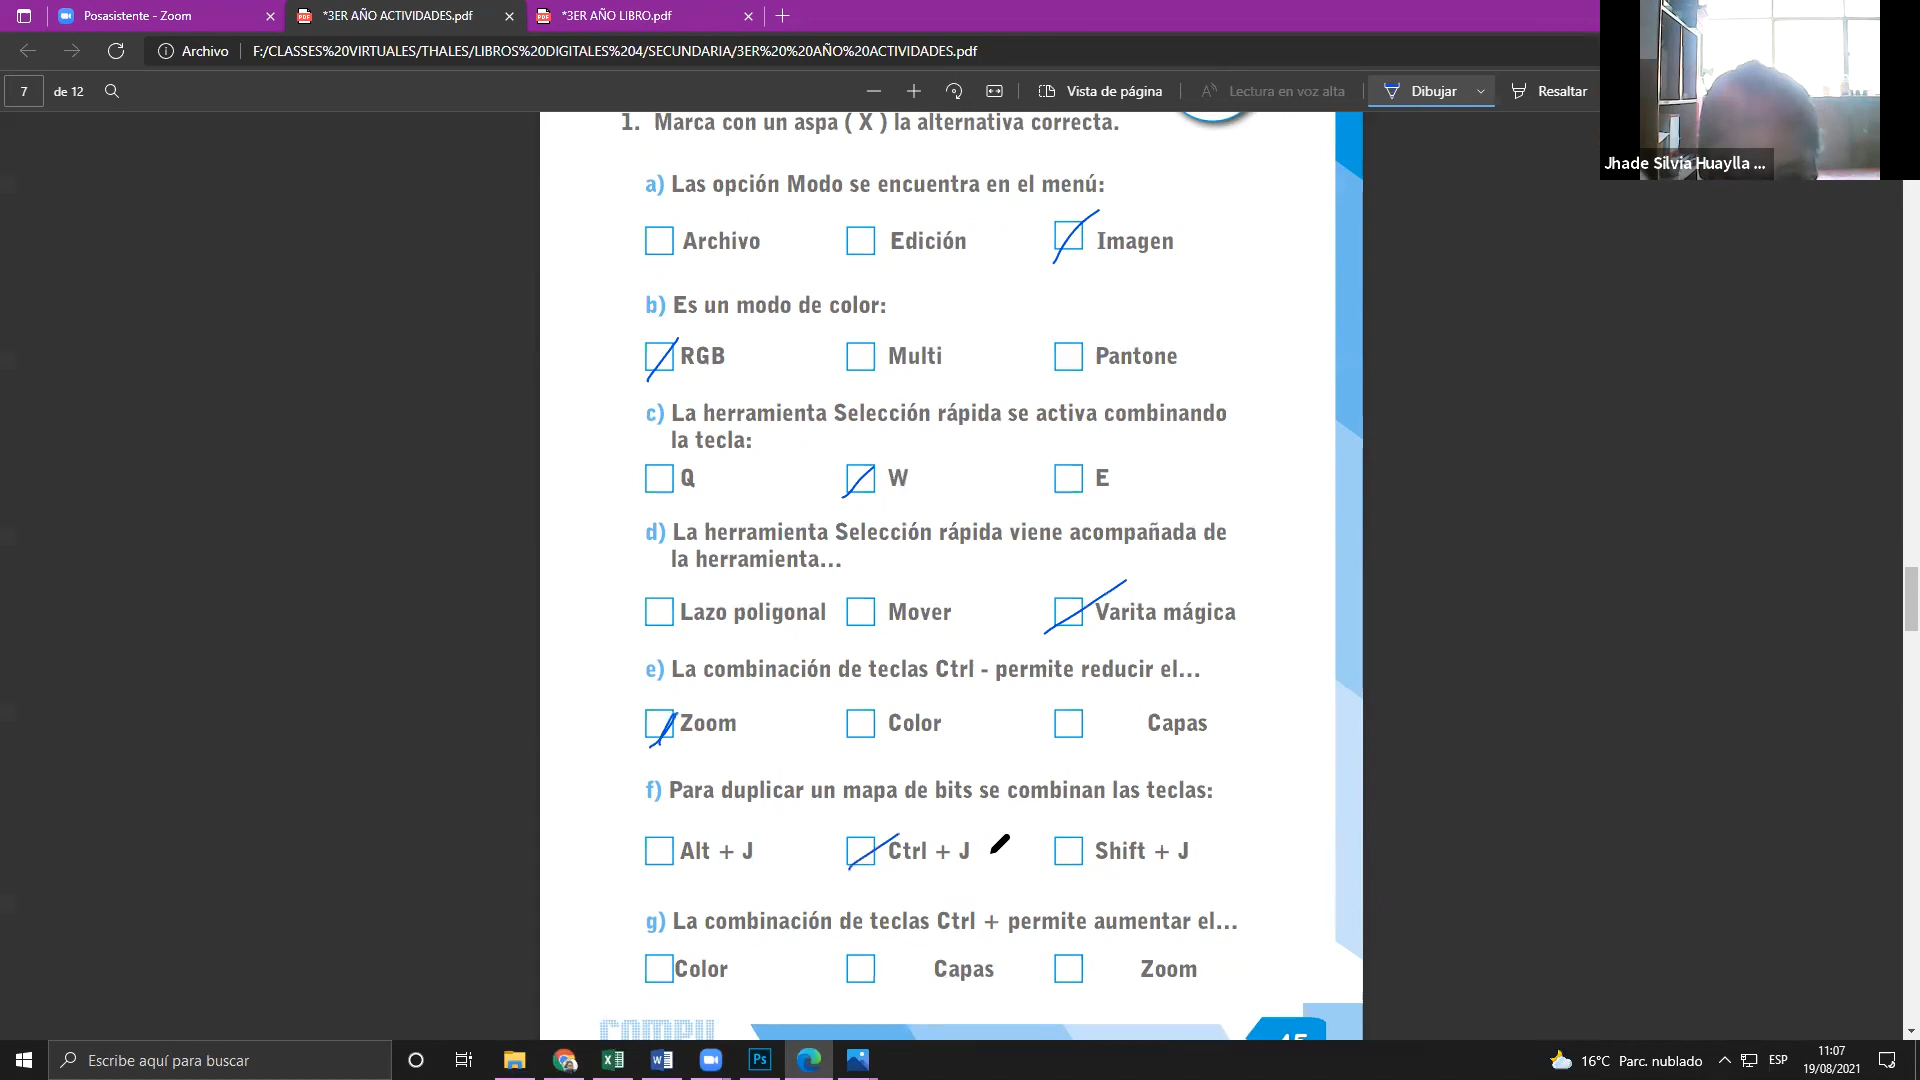 Posasistente - Zoom
*3ER AÑO ACTIVIDADES.pdf
*3ER AÑO LIBRO.pdf
Archivo
F:/CLASSES%20VIRTUALES/THALES/LIBROS%20DIGITALES%204/SECUNDARIA/3ER%20%20AÑO%20ACTIVIDADES.pdf
7 de 12
Vista de página
Lectura en voz alta
Dibujar
Resaltar
Jhade Silvia Huaylla ...
1. Marca con un aspa ( X ) la alternativa correcta.
a) Las opción Modo se encuentra en el menú:
Archivo Edición Imagen
b) Es un modo de color:
RGB Multi Pantone
c) La herramienta Selección rápida se activa combinando
la tecla:
Q W E
d) La herramienta Selección rápida viene acompañada de
la herramienta...
Lazo poligonal Mover Varita mágica
e) La combinación de teclas Ctrl - permite reducir el...
Zoom Color Capas
f) Para duplicar un mapa de bits se combinan las teclas:
Alt + J Ctrl + J Shift + J
g) La combinación de teclas Ctrl + permite aumentar el...
Color Capas Zoom
Escribe aquí para buscar
Ps
16°C Parc. nublado
ESP
11:07
19/08/2021